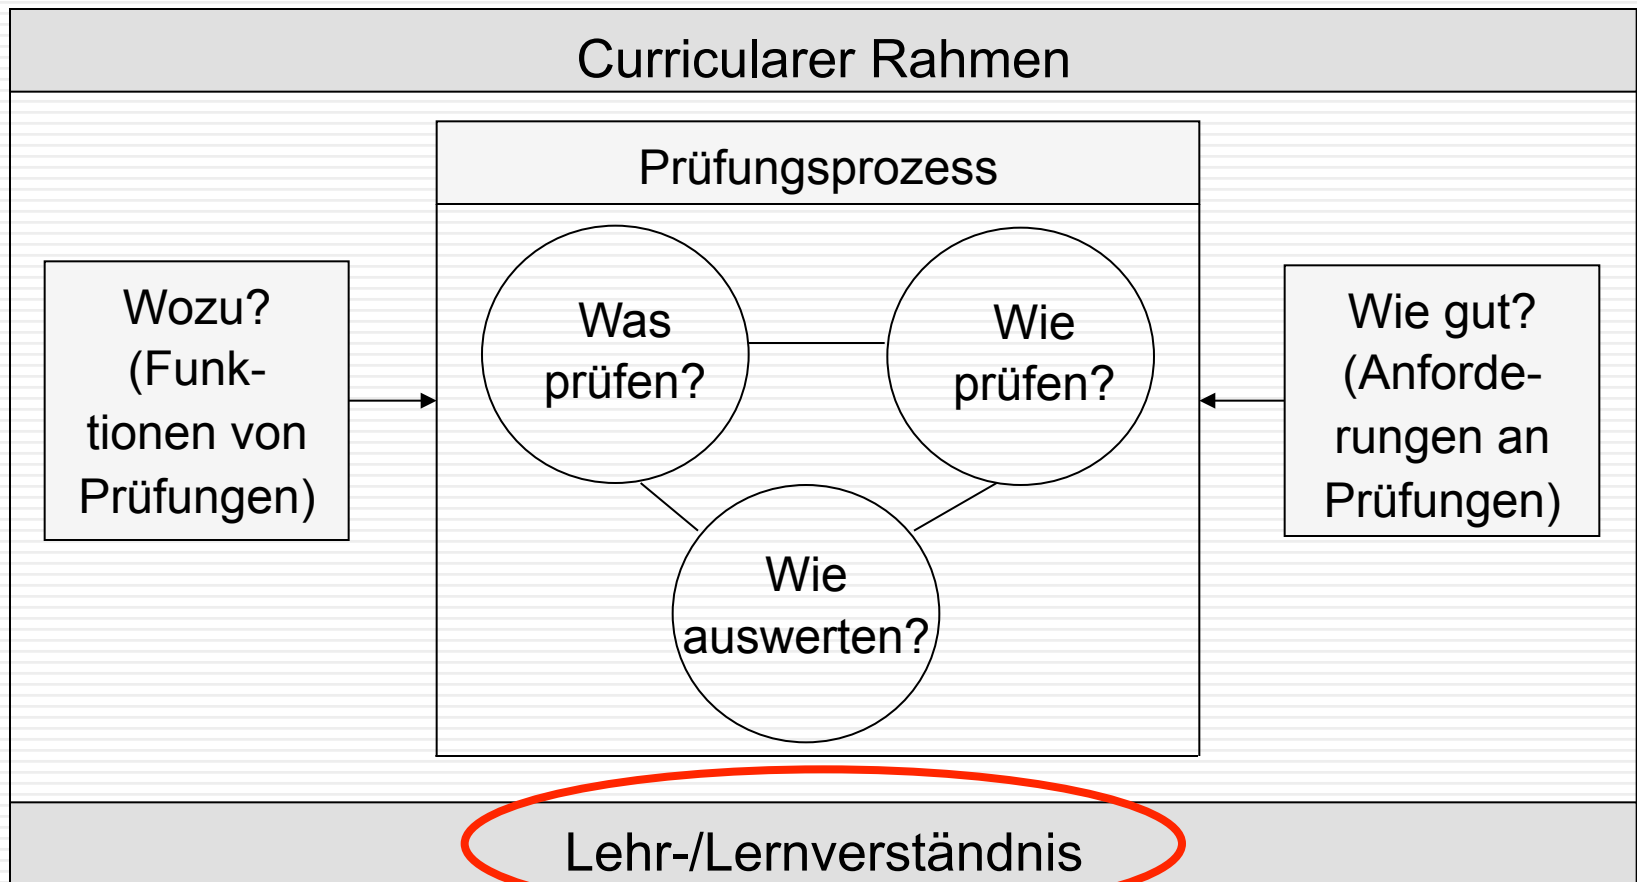 Curricularer Rahmen
Prüfungsprozess
Wozu?
(Funk-
tionen von
Prüfungen)
Was
prüfen?
Wie
prüfen?
Wie
auswerten?
Wie gut?
(Anforde-
rungen an
Prüfungen)
Lehr-/Lernverständnis